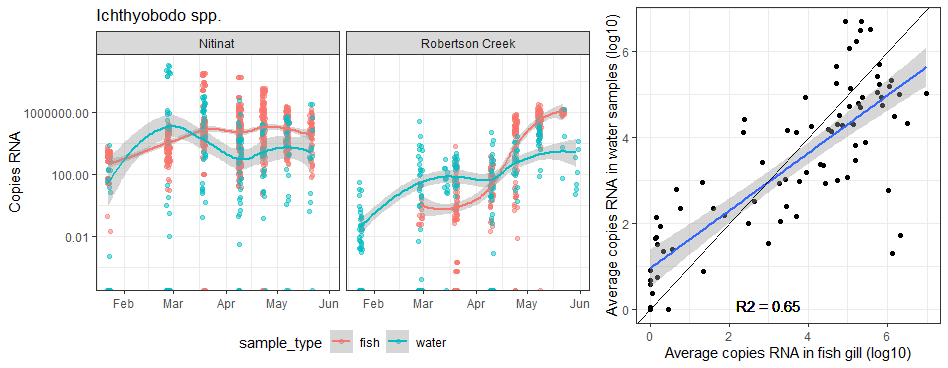 Ichthyobodo spp.
Nitinat
Robertson Creek
Copies RNA
1000000.00
100.00
0.01
Feb Mar Apr May Jun
Feb Mar Apr May Jun
sample_type fish water
Average copies RNA in water samples (log10)
6
4
2
0
R2 = 0.65
0 2 4 6
Average copies RNA in fish gill (log10)